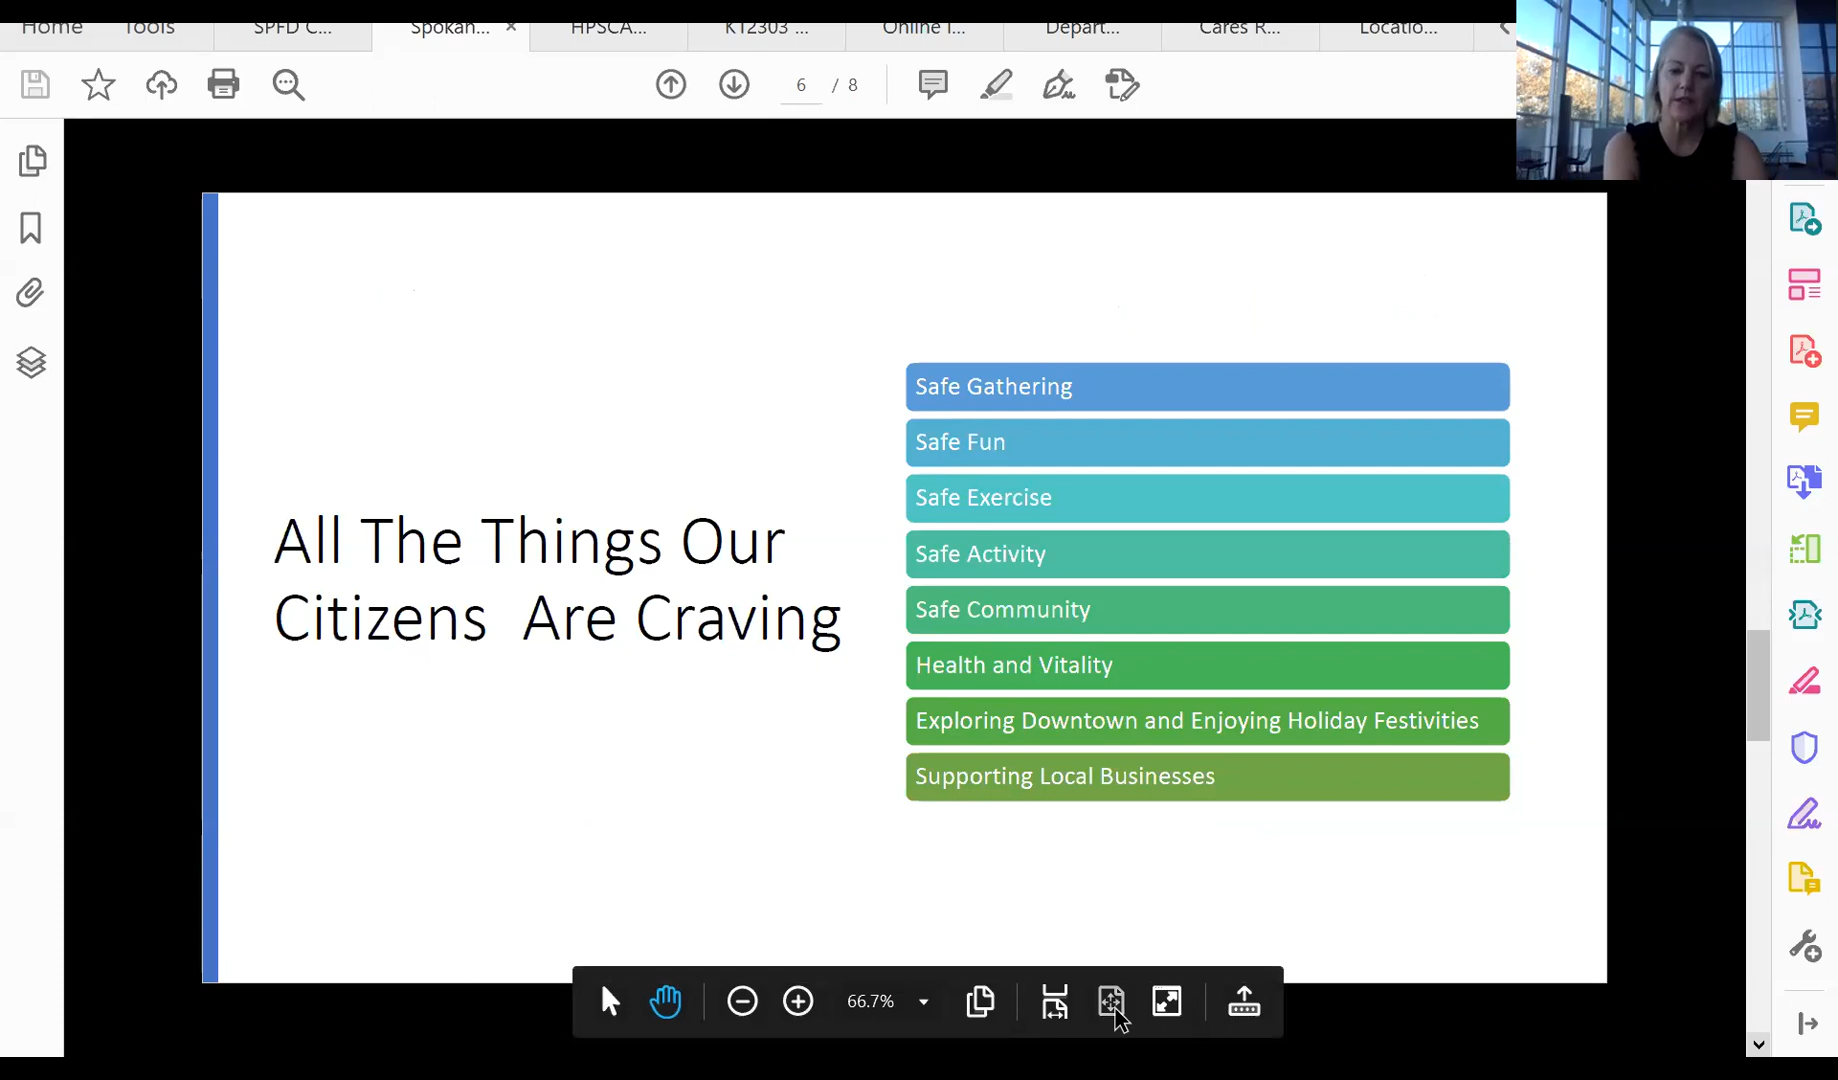 Home
Tools
SPFD C...
Spokan...
HPSCA...
KT2303 ...
Online I...
Depart...
Cares R...
Locatio...
6 / 8
All The Things Our
Citizens  Are Craving
Safe Gathering
Safe Fun
Safe Exercise
Safe Activity
Safe Community
Health and Vitality
Exploring Downtown and Enjoying Holiday Festivities
Supporting Local Businesses
66.7%